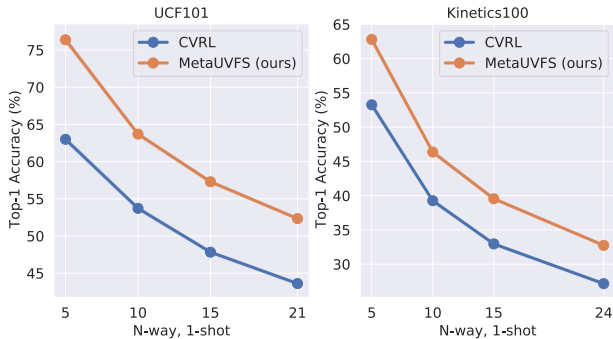 UCF101
Top-1 Accuracy (%)
75
70
65
60
55
50
45
CVRL
MetaUVFS (ours)
5
10
15
21
N-way, 1-shot
Kinetics100
Top-1 Accuracy (%)
65
60
55
50
45
40
35
30
CVRL
MetaUVFS (ours)
5
10
15
24
N-way, 1-shot